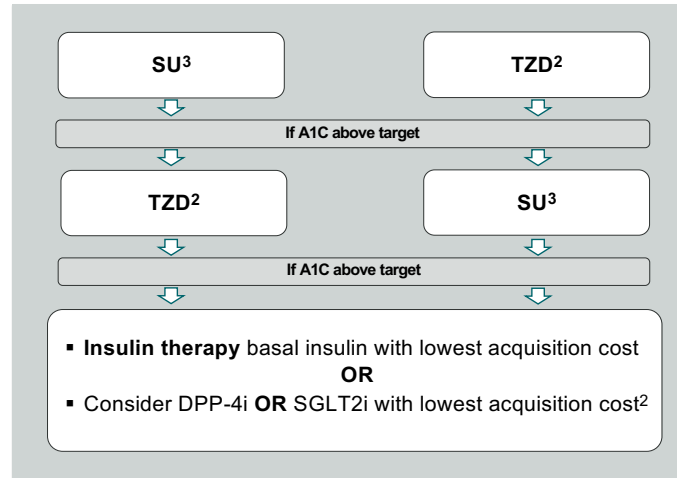 SU³
TZD²
If A1C above target
TZD²
SU³
If A1C above target
▪ Insulin therapy basal insulin with lowest acquisition cost
OR
▪ Consider DPP-4i OR SGLT2i with lowest acquisition cost²